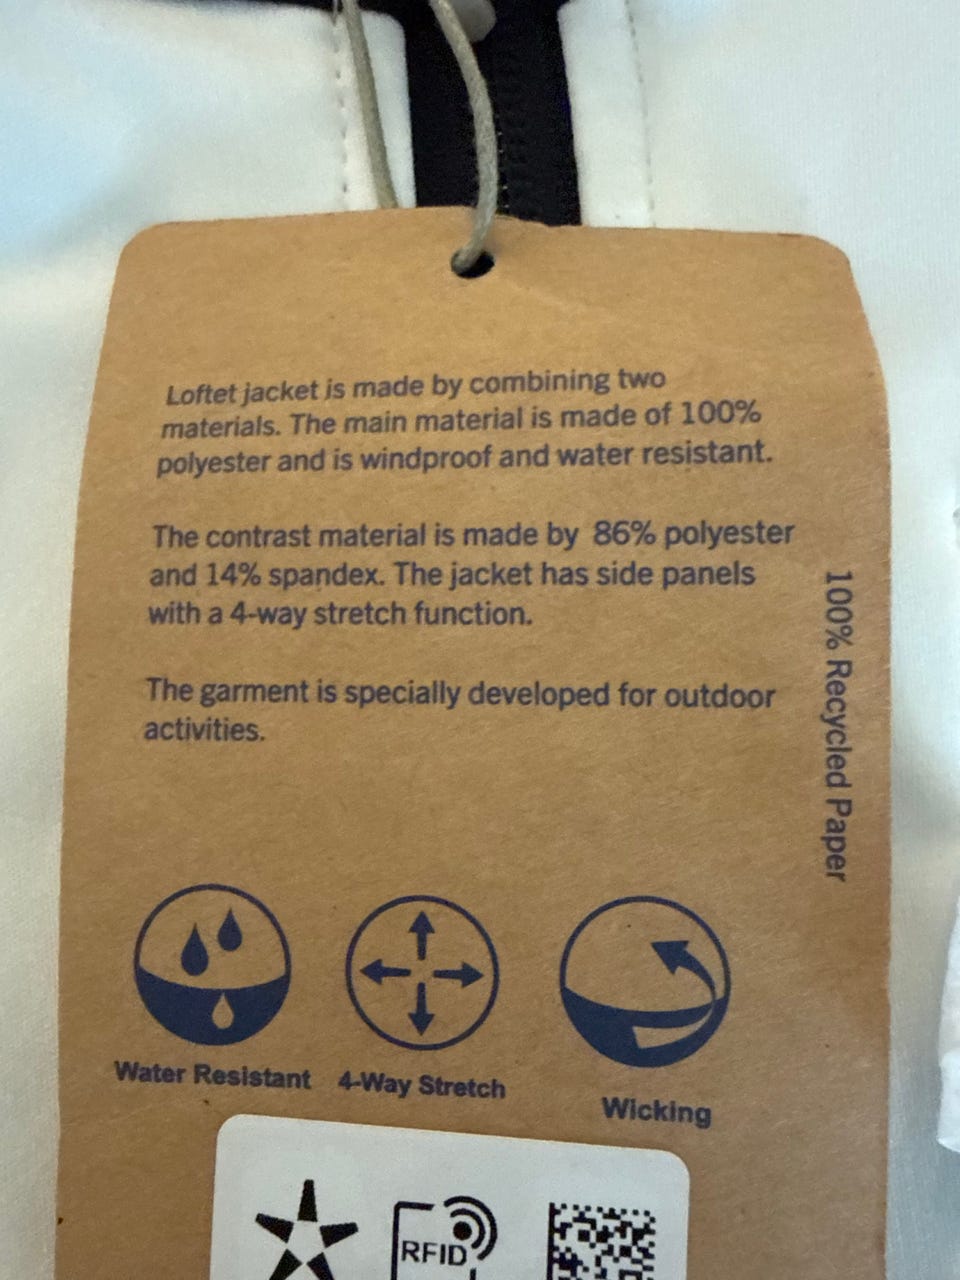 Loftet jacket is made by combining two
materials. The main material is made of 100%
polyester and is windproof and water resistant.
The contrast material is made by 86% polyester
and 14% spandex. The jacket has side panels
with a 4-way stretch function.
The garment is specially developed for outdoor
activities.
100% Recycled Paper
Water Resistant
4-Way Stretch
Wicking
RFID